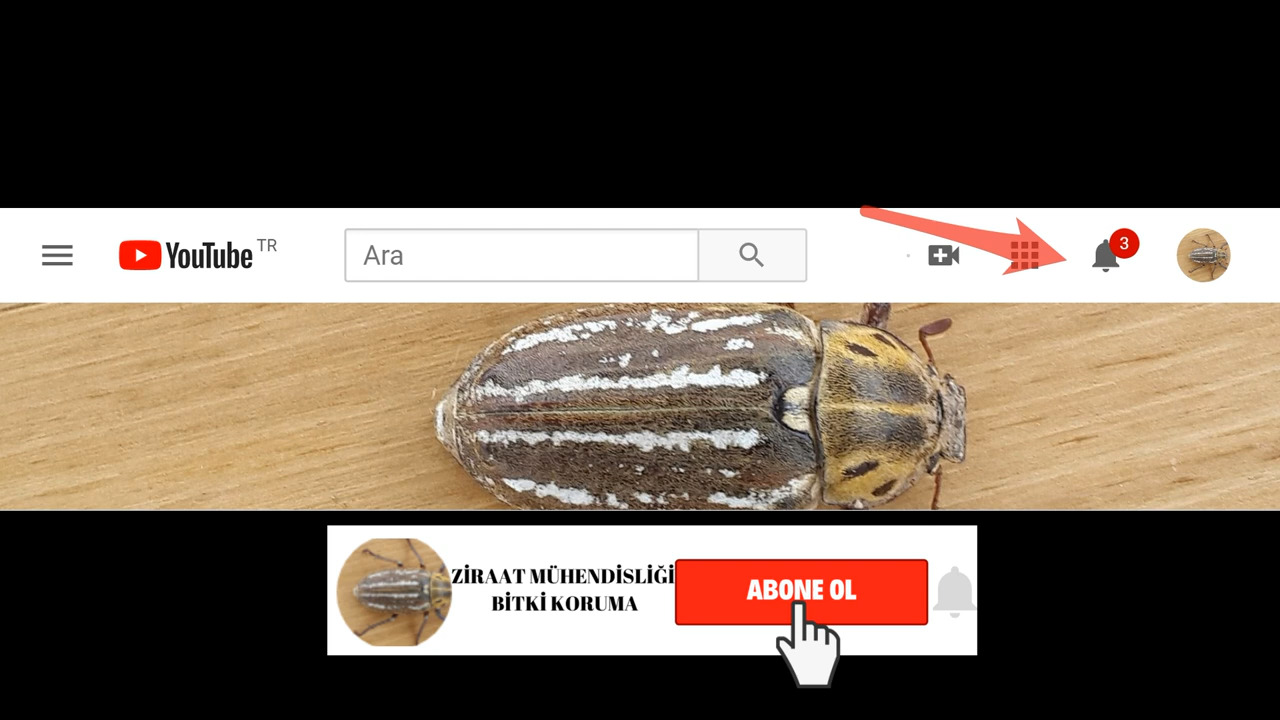 YouTube TR
Ara
3
ZİRAAT MÜHENDİSLİĞİ
BİTKİ KORUMA
ABONE OL